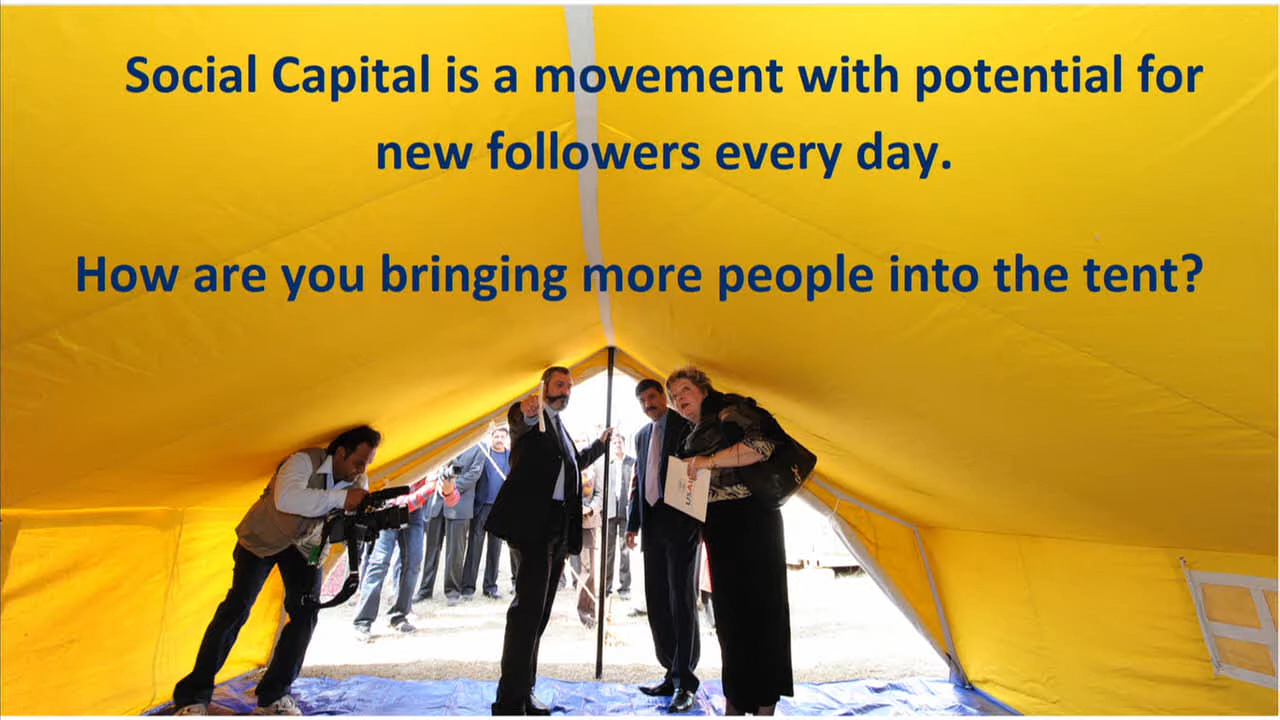 Social Capital is a movement with potential for
new followers every day.
How are you bringing more people into the tent?
USAID